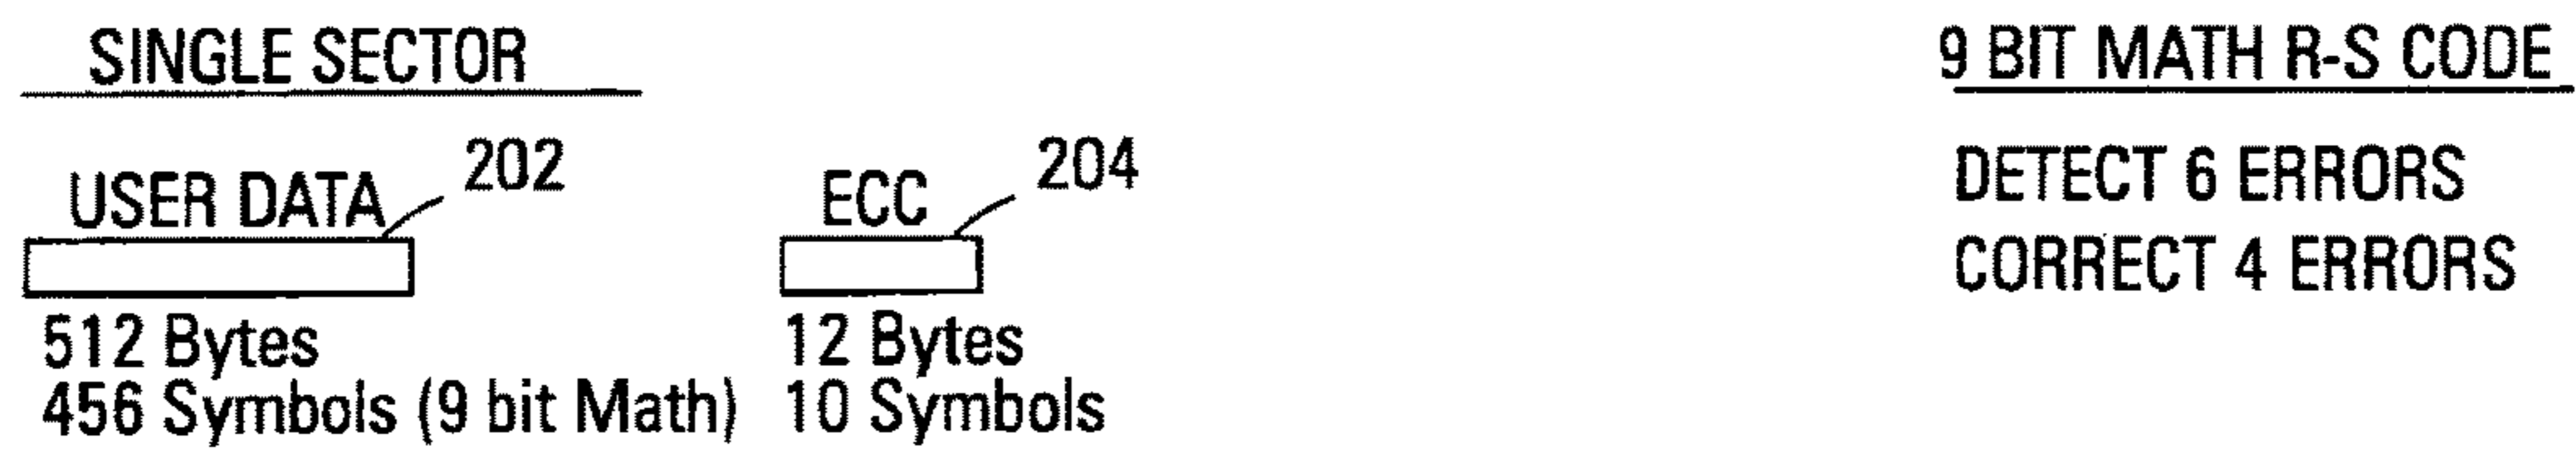 SINGLE SECTOR
9 BIT MATH R-S CODE
USER DATA 202
ECC 204
DETECT 6 ERRORS
CORRECT 4 ERRORS
512 Bytes
456 Symbols (9 bit Math)
12 Bytes
10 Symbols